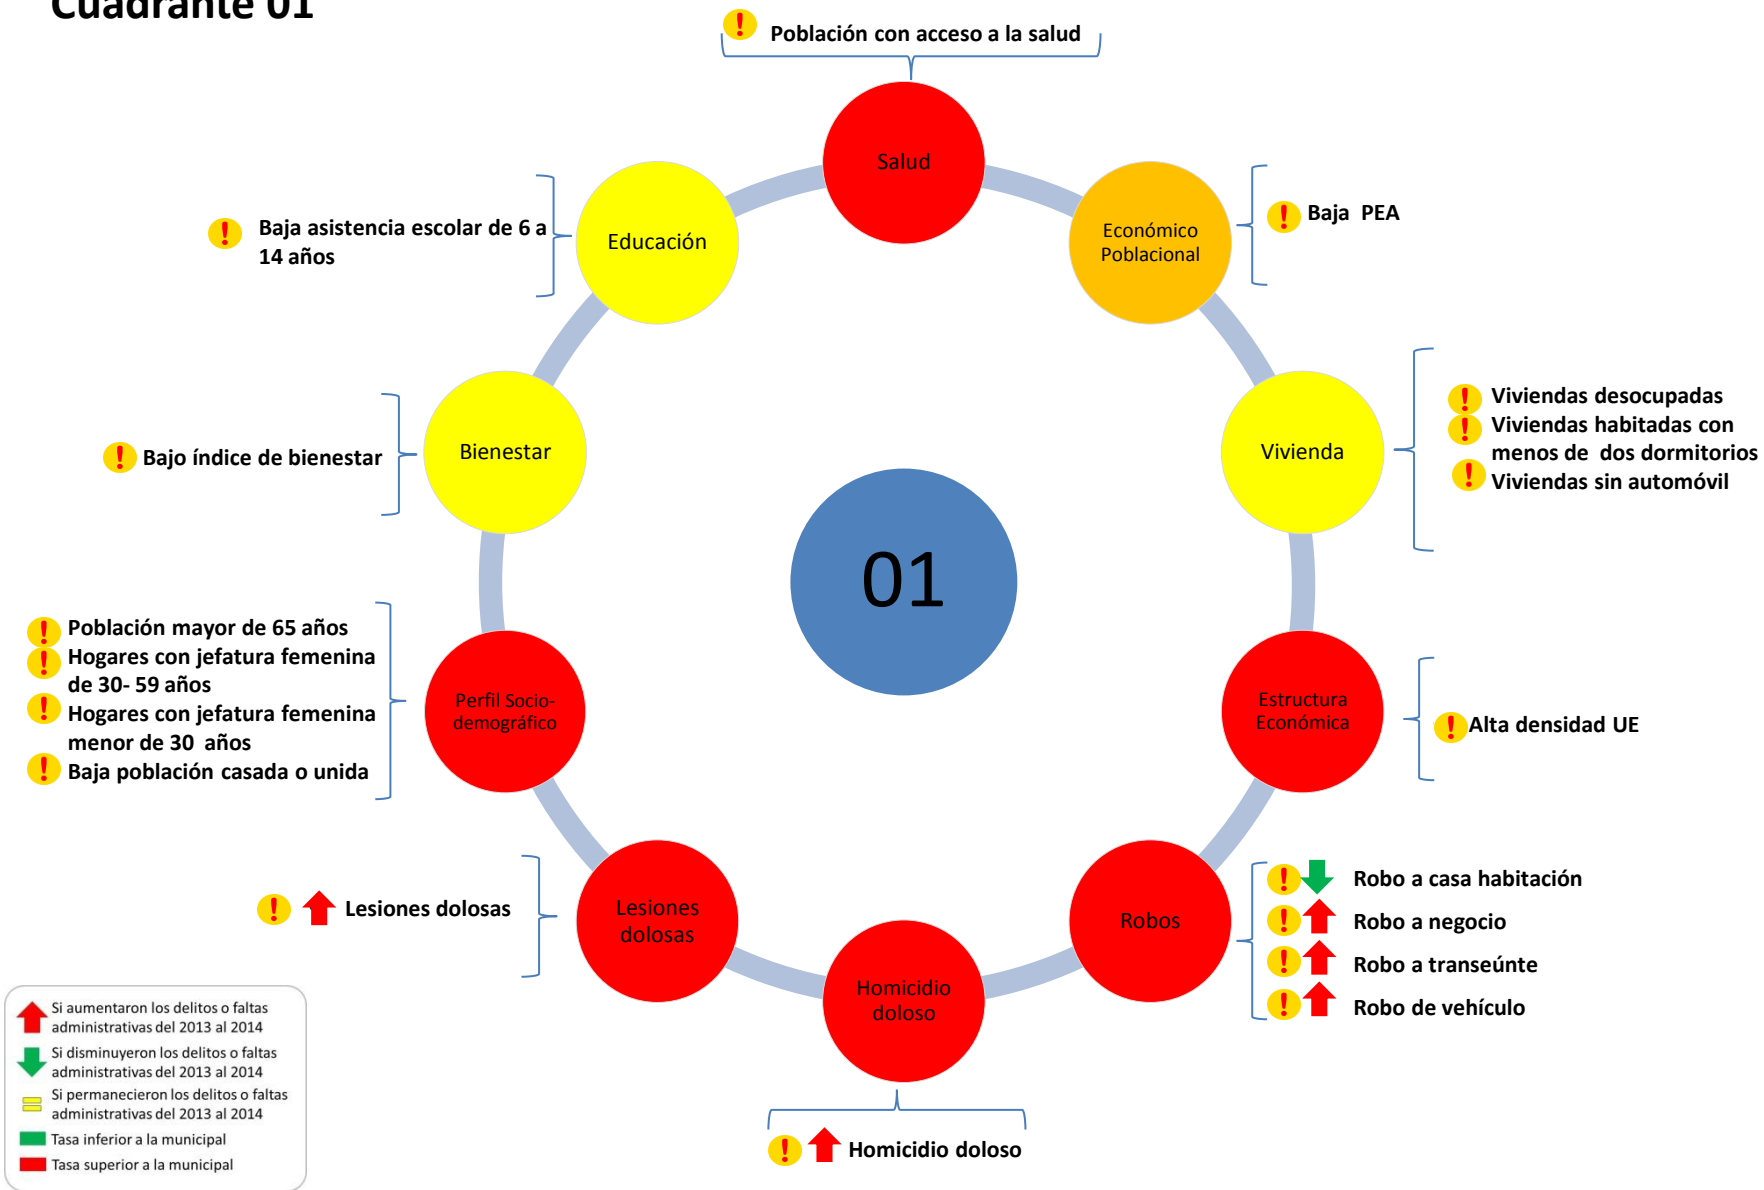 Cuadrante 01
Población con acceso a la salud
Salud
Económico
Poblacional
Baja PEA
Vivienda
Viviendas desocupadas
Viviendas habitadas con
menos de dos dormitorios
Viviendas sin automóvil
Estructura
Económica
Alta densidad UE
Robos
Robo a casa habitación
Robo a negocio
Robo a transeúnte
Robo de vehículo
Homicidio
doloso
Homicidio doloso
Lesiones
dolosas
Lesiones dolosas
Perfil Socio-
demográfico
Población mayor de 65 años
Hogares con jefatura femenina
de 30- 59 años
Hogares con jefatura femenina
menor de 30 años
Baja población casada o unida
Bienestar
Bajo índice de bienestar
Educación
Baja asistencia escolar de 6 a
14 años
01
Si aumentaron los delitos o faltas
administrativas del 2013 al 2014
Si disminuyeron los delitos o faltas
administrativas del 2013 al 2014
Si permanecieron los delitos o faltas
administrativas del 2013 al 2014
Tasa inferior a la municipal
Tasa superior a la municipal